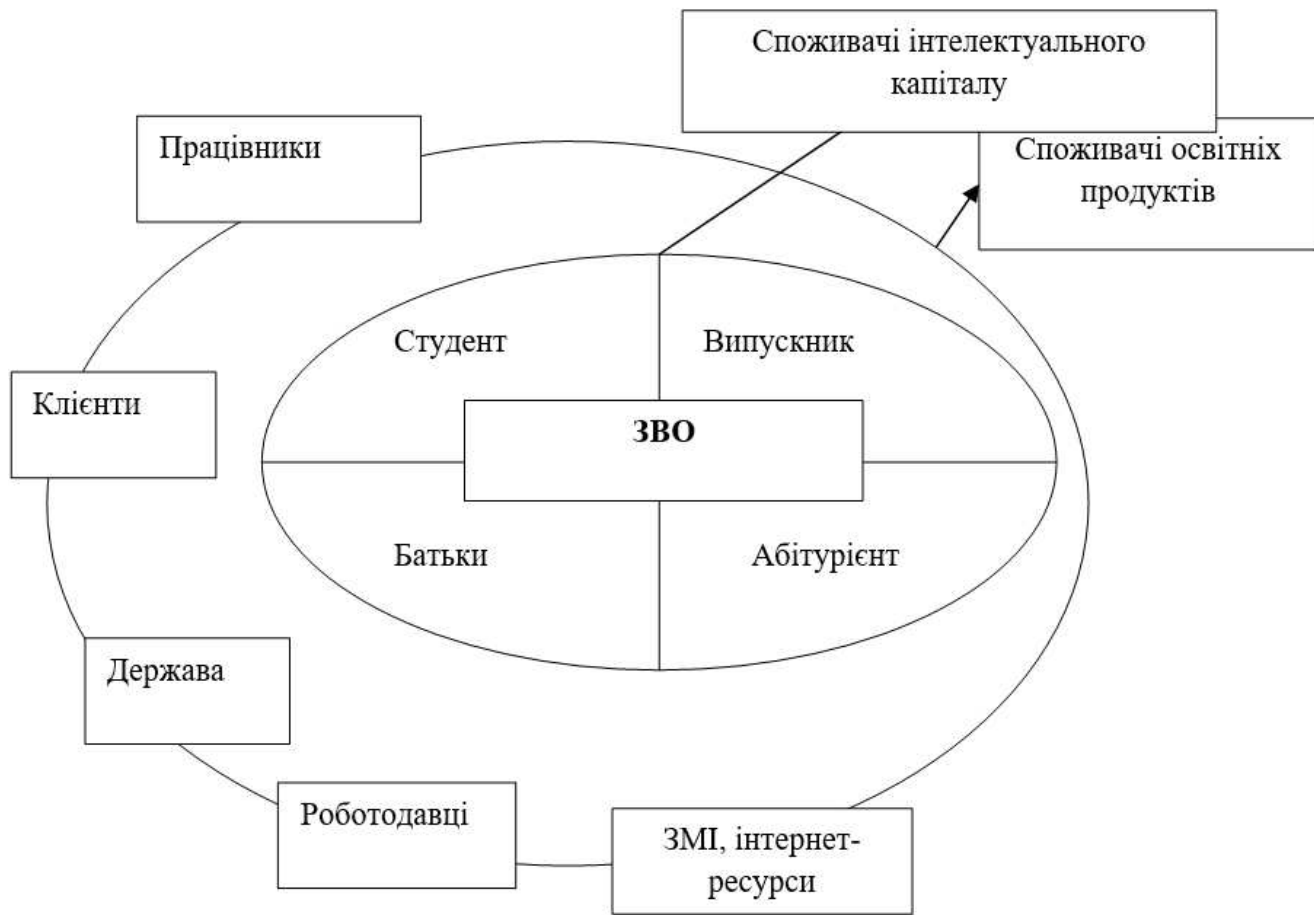 Споживачі інтелектуального
капіталу
Працівники
Споживачі освітніх
продуктів
Студент
Випускник
Клієнти
ЗВО
Батьки
Абітурієнт
Держава
Роботодавці
ЗМІ, інтернет-
ресурси